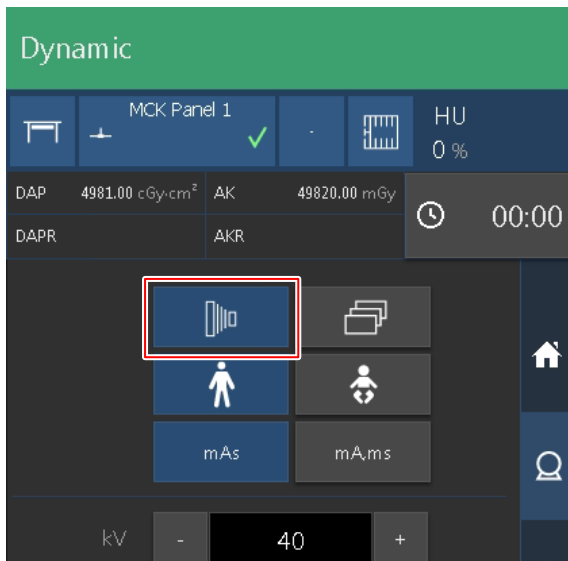 Dynamic
MCK Panel 1
HU
0 %
DAP 4981.00 cGy·cm² AK 49820.00 mGy
00:00
DAPR AKR
mAs mA,ms
kV - 40 +